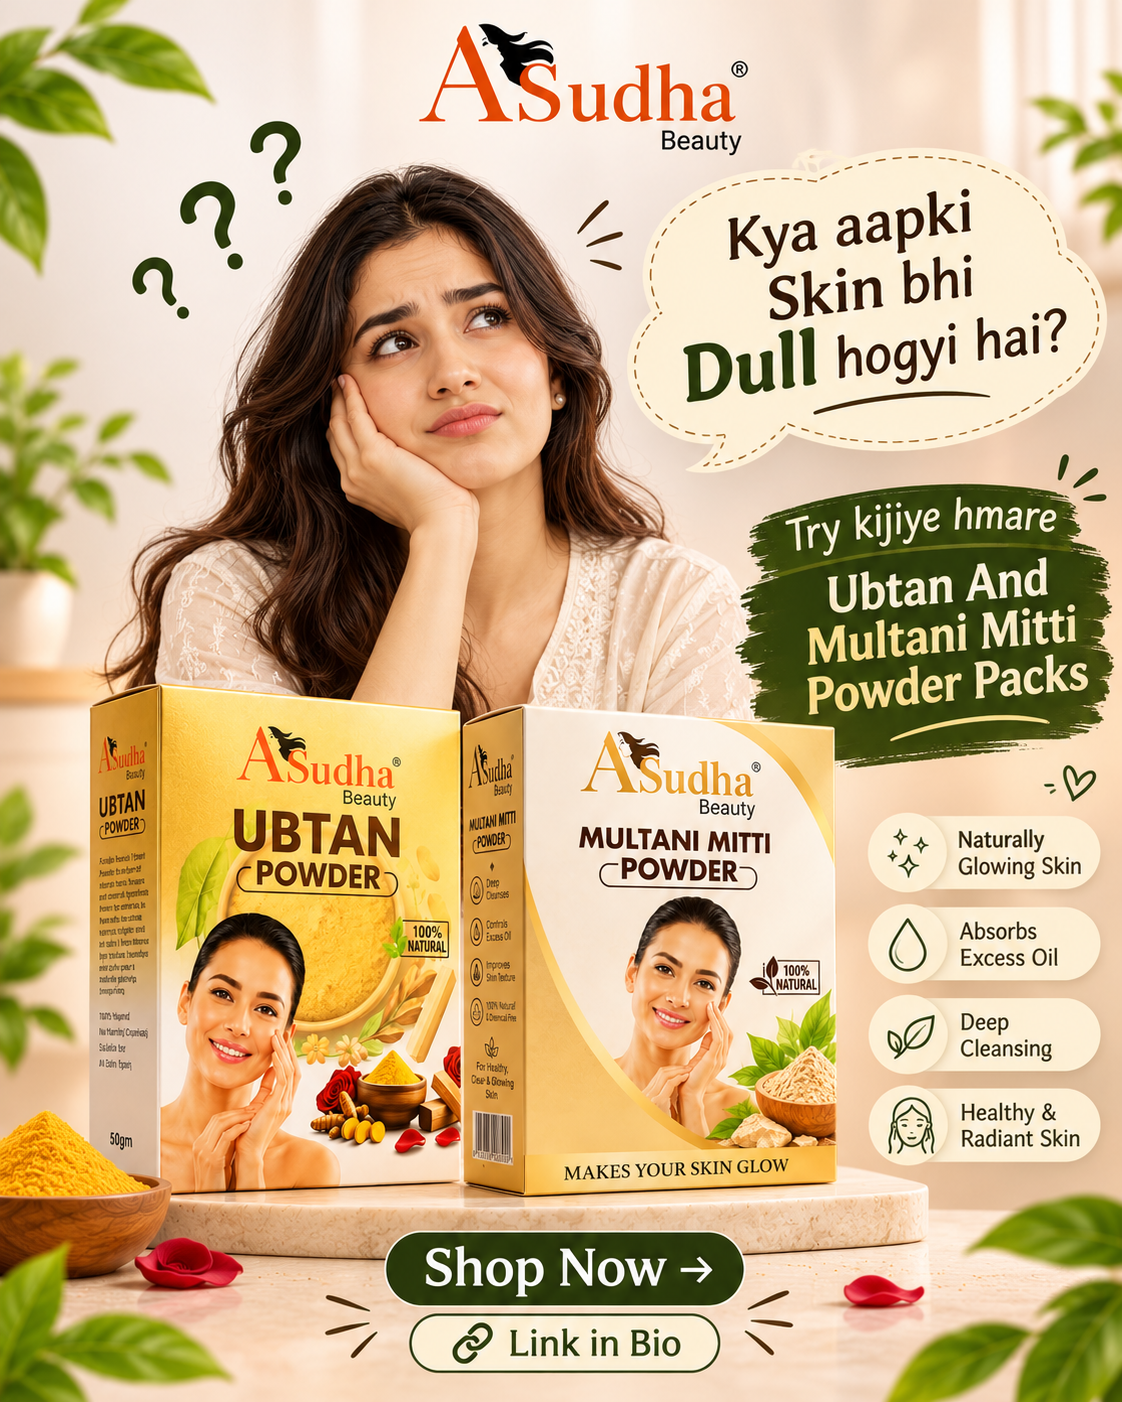 ASudha®
Beauty
Kya aapki
Skin bhi
Dull hogyi hai?
Try kijiye hmare
Ubtan And
Multani Mitti
Powder Packs
Naturally
Glowing Skin
Absorbs
Excess Oil
Deep
Cleansing
Healthy &
Radiant Skin
Beauty
UBTAN
POWDER
50gm
ASudha®
Beauty
UBTAN
POWDER
100%
NATURAL
ASudha
Beauty
MULTANI MITTI
POWDER
Deep
Cleanses
Controls
Excess Oil
Improves
Skin Texture
100% Natural
For Healthy,
Clear & Glowing
Skin
ASudha®
Beauty
MULTANI MITTI
POWDER
100%
NATURAL
MAKES YOUR SKIN GLOW
Shop Now →
Link in Bio